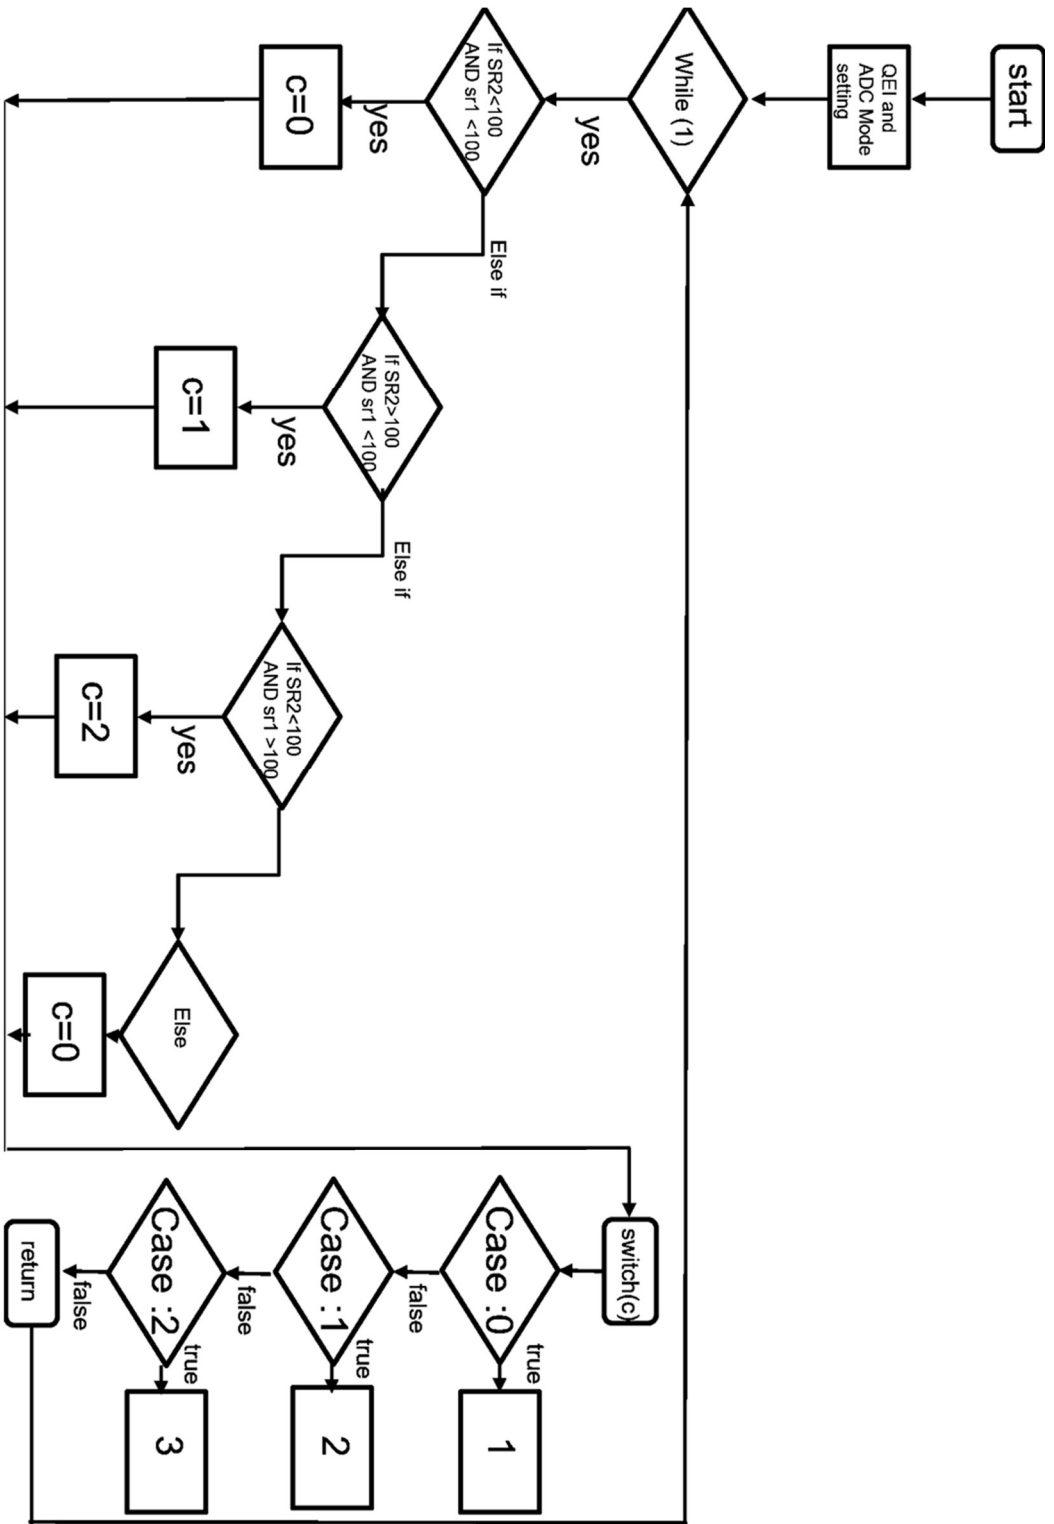 start
QEI and
ADC Mode
setting
While (1)
yes
If SR2<100
AND sr1 <100
yes
c=0
Else if
If SR2>100
AND sr1 <100
yes
c=1
Else if
If SR2<100
AND sr1 >100
yes
c=2
Else
c=0
switch(c)
Case :0
true
1
false
Case :1
true
2
false
Case :2
true
3
false
return